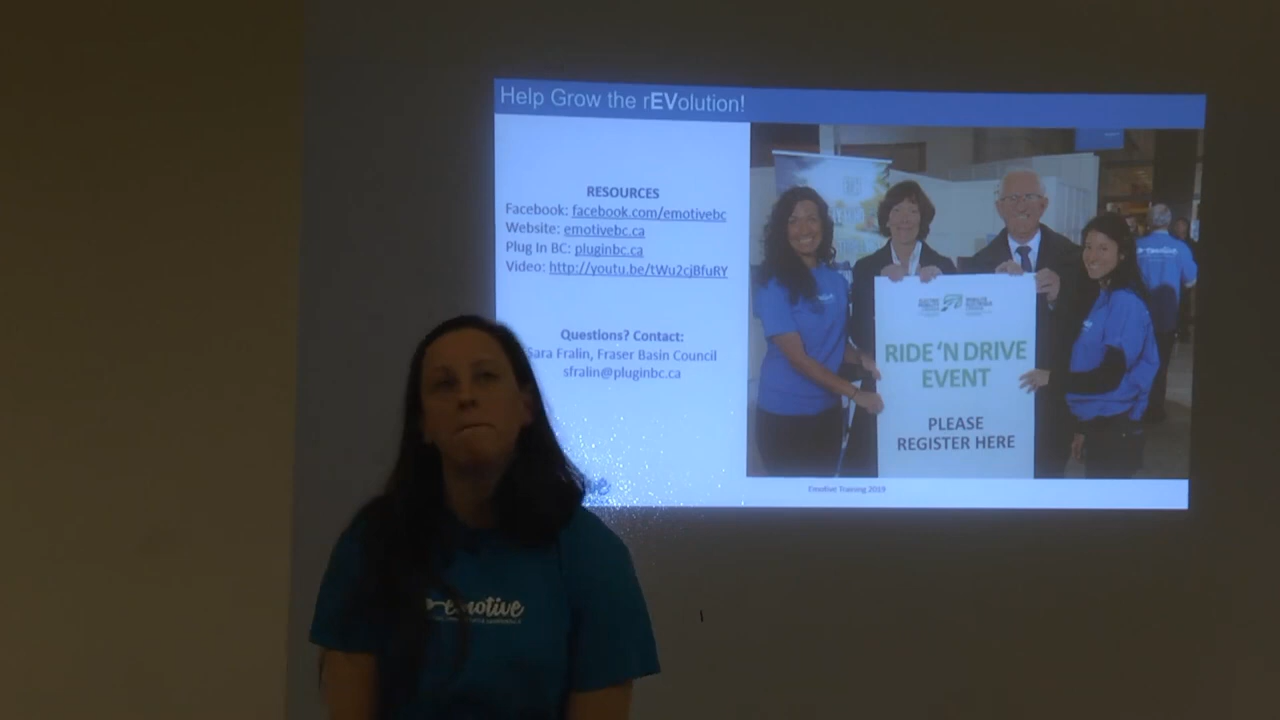 Help Grow the rEVolution!
RESOURCES
Facebook: facebook.com/emotivebc
Website: emotivebc.ca
Plug In BC: pluginbc.ca
Video: http://youtu.be/tWu2cjBfuRY
Questions? Contact:
Sara Fralin, Fraser Basin Council
sfralin@pluginbc.ca
RIDE 'N DRIVE
EVENT
PLEASE
REGISTER HERE
Emotive Training 2019
emotive